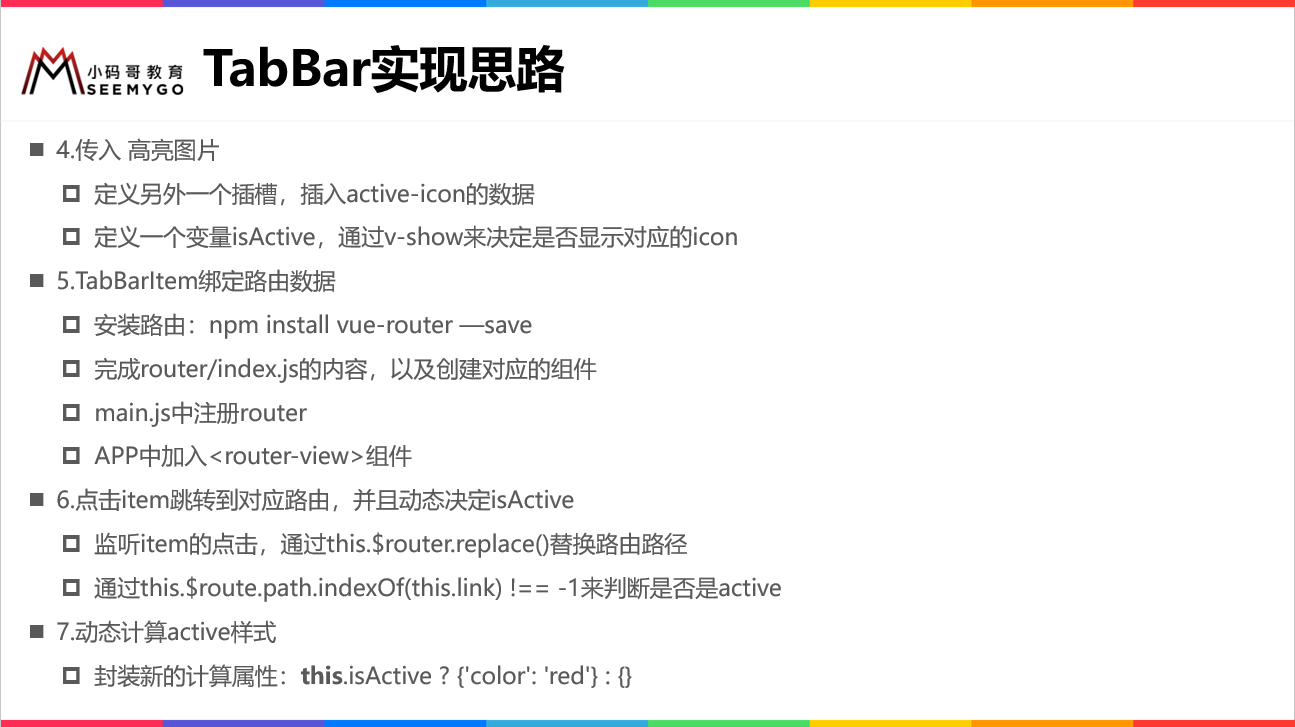 小码哥教育
SEEMYGO
TabBar实现思路
4.传入 高亮图片
定义另外一个插槽，插入active-icon的数据
定义一个变量isActive，通过v-show来决定是否显示对应的icon
5.TabBarItem绑定路由数据
安装路由：npm install vue-router —save
完成router/index.js的内容，以及创建对应的组件
main.js中注册router
APP中加入<router-view>组件
6.点击item跳转到对应路由，并且动态决定isActive
监听item的点击，通过this.$router.replace()替换路由路径
通过this.$route.path.indexOf(this.link) !== -1来判断是否是active
7.动态计算active样式
封装新的计算属性：this.isActive ? {'color': 'red'} : {}